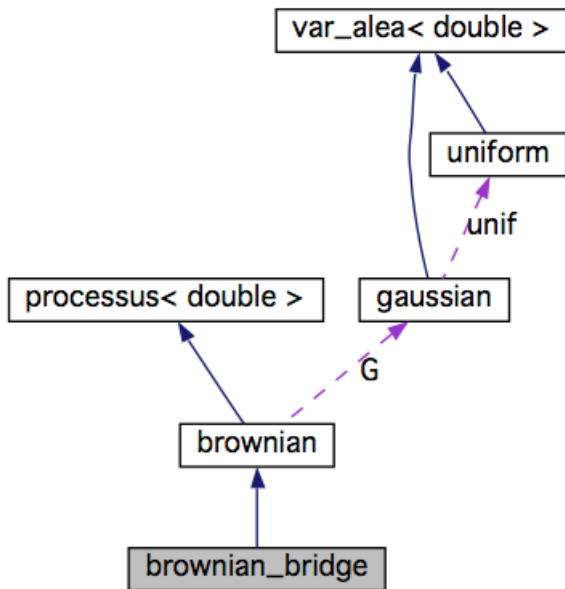 var_alea< double >
uniform
unif
processus< double >
gaussian
G
brownian
brownian_bridge